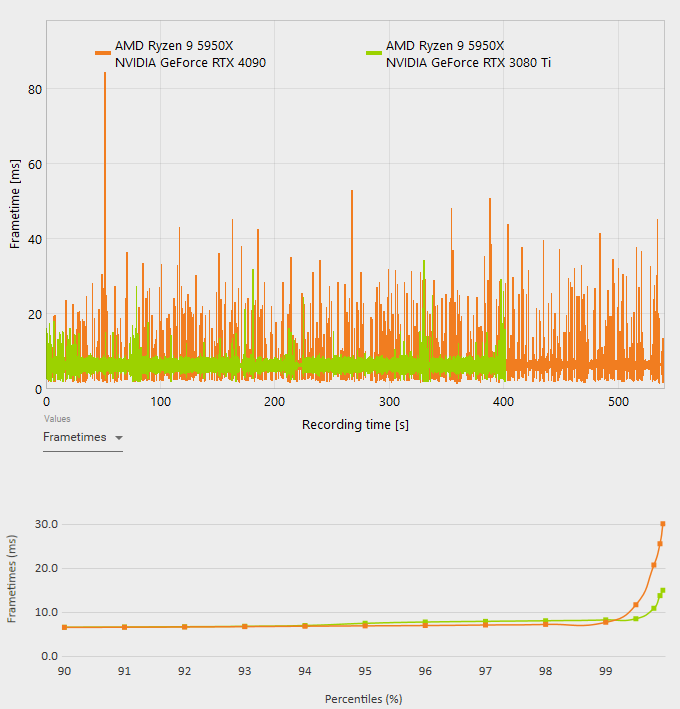 AMD Ryzen 9 5950X
NVIDIA GeForce RTX 4090
AMD Ryzen 9 5950X
NVIDIA GeForce RTX 3080 Ti
Frametime [ms]
80
60
40
20
0
0 100 200 300 400 500
Recording time [s]
Values
Frametimes
Frametimes (ms)
30.0
20.0
10.0
0.0
90 91 92 93 94 95 96 97 98 99
Percentiles (%)